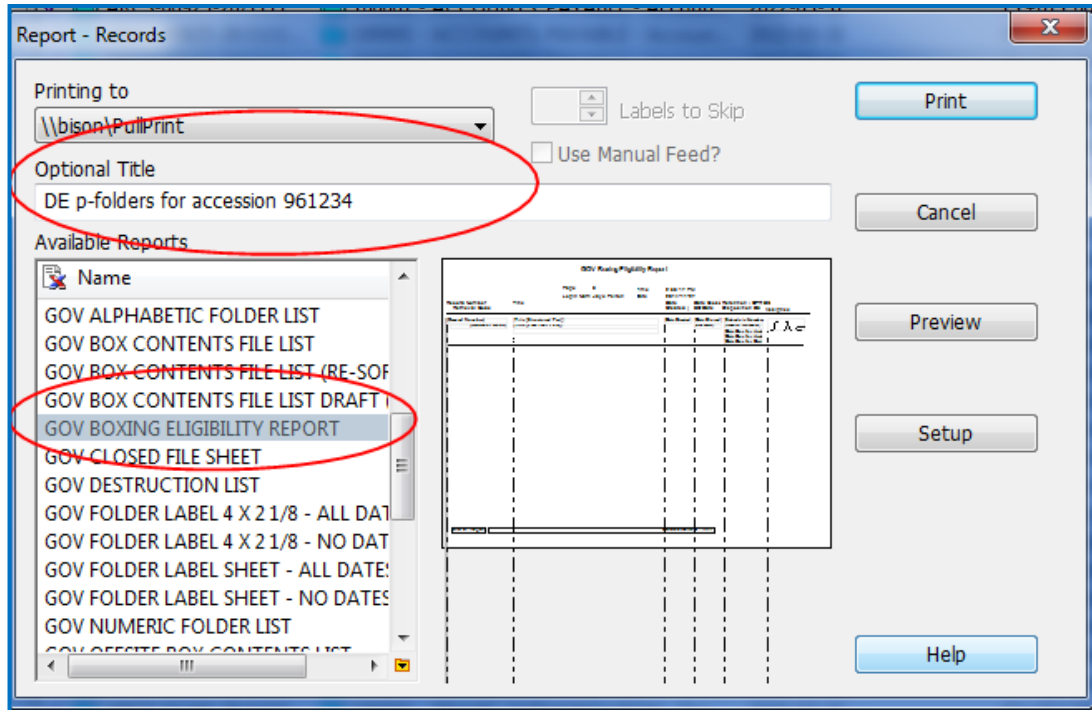 Report - Records
Printing to
\\bison\PullPrint
Labels to Skip
Use Manual Feed?
Optional Title
DE p-folders for accession 961234
Available Reports
Name
GOV ALPHABETIC FOLDER LIST
GOV BOX CONTENTS FILE LIST
GOV BOX CONTENTS FILE LIST (RE-SOF
GOV BOX CONTENTS FILE LIST DRAFT (
GOV BOXING ELIGIBILITY REPORT
GOV CLOSED FILE SHEET
GOV DESTRUCTION LIST
GOV FOLDER LABEL 4 X 2 1/8 - ALL DAT
GOV FOLDER LABEL 4 X 2 1/8 - NO DAT
GOV FOLDER LABEL SHEET - ALL DATES
GOV FOLDER LABEL SHEET - NO DATES
GOV NUMERIC FOLDER LIST
GOV OFFSITE BOX CONTENTS LIST
GOV Boxing Eligibility Report
Print
Cancel
Preview
Setup
Help